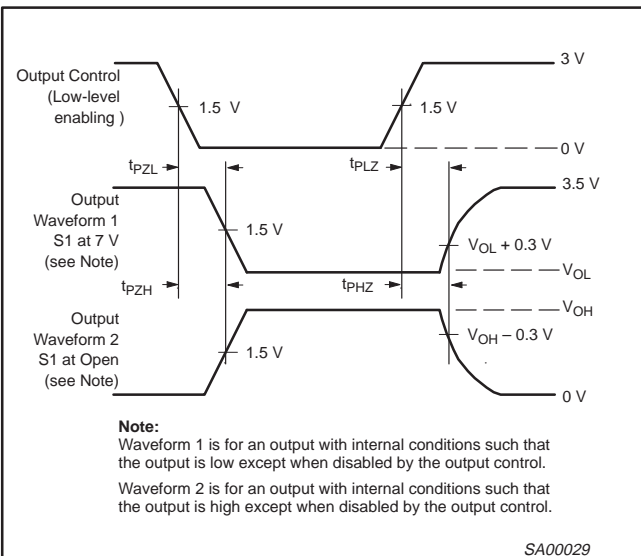 Output Control
(Low-level
enabling )
1.5 V
1.5 V
3 V
0 V
tPZL
tPLZ
3.5 V
Output
Waveform 1
S1 at 7 V
(see Note)
1.5 V
VOL + 0.3 V
VOL
tPZH
tPHZ
VOH
Output
Waveform 2
S1 at Open
(see Note)
1.5 V
VOH – 0.3 V
0 V
Note:
Waveform 1 is for an output with internal conditions such that
the output is low except when disabled by the output control.
Waveform 2 is for an output with internal conditions such that
the output is high except when disabled by the output control.
SA00029